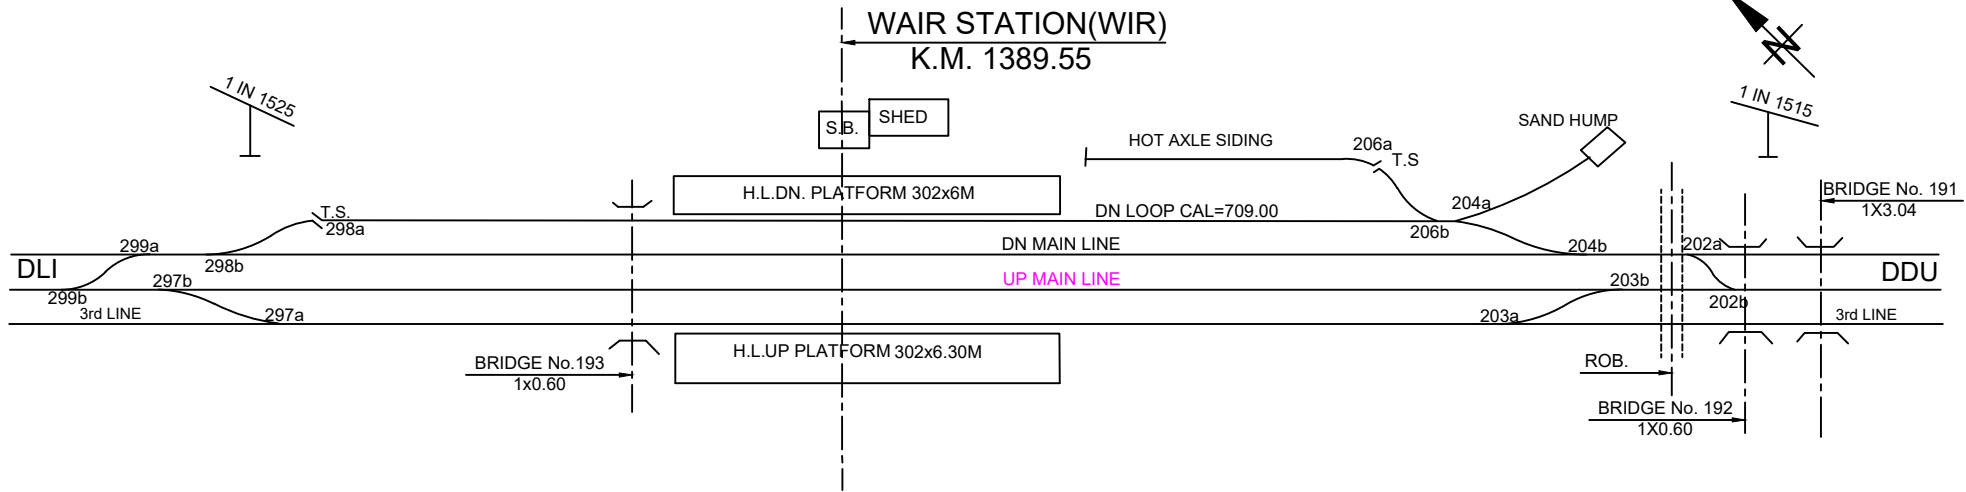 WAIR STATION(WIR)
K.M. 1389.55
N
1 IN 1525
1 IN 1515
S.B.
SHED
HOT AXLE SIDING
206a
T.S
SAND HUMP
H.L.DN. PLATFORM 302x6M
BRIDGE No. 191
1X3.04
T.S.
298a
DN LOOP CAL=709.00
204a
206b
299a
298b
DN MAIN LINE
204b
202a
DLI
DDU
299b
297b
UP MAIN LINE
203b
202b
3rd LINE
297a
203a
3rd LINE
H.L.UP PLATFORM 302x6.30M
BRIDGE No.193
1x0.60
ROB.
BRIDGE No. 192
1X0.60